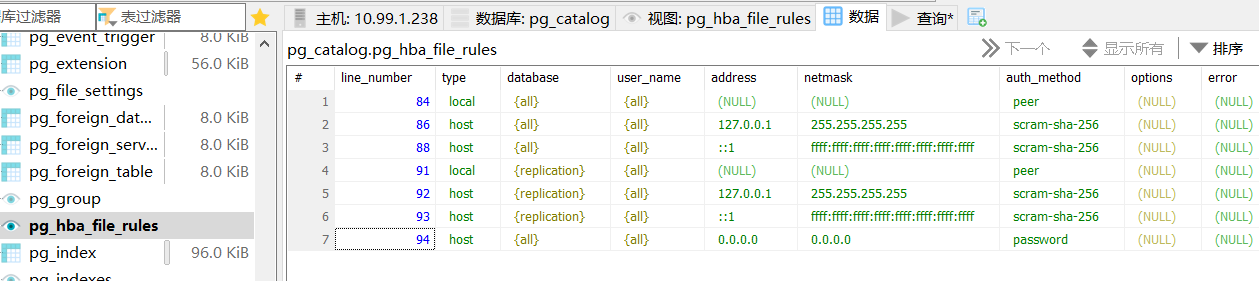 库过滤器 表过滤器
主机: 10.99.1.238 数据库: pg_catalog 视图: pg_hba_file_rules 数据 查询*
pg_event_trigger 8.0 KiB
pg_extension 56.0 KiB
pg_file_settings
pg_foreign_dat... 8.0 KiB
pg_foreign_serv... 8.0 KiB
pg_foreign_table 8.0 KiB
pg_group
pg_hba_file_rules
pg_index 96.0 KiB
pg_indexes
pg_catalog.pg_hba_file_rules 下一个 显示所有 排序
# line_number type database user_name address netmask auth_method options error
1 84 local {all} {all} (NULL) (NULL) peer (NULL) (NULL)
2 86 host {all} {all} 127.0.0.1 255.255.255.255 scram-sha-256 (NULL) (NULL)
3 88 host {all} {all} ::1 ffff:ffff:ffff:ffff:ffff:ffff:ffff:ffff scram-sha-256 (NULL) (NULL)
4 91 local {replication} {all} (NULL) (NULL) peer (NULL) (NULL)
5 92 host {replication} {all} 127.0.0.1 255.255.255.255 scram-sha-256 (NULL) (NULL)
6 93 host {replication} {all} ::1 ffff:ffff:ffff:ffff:ffff:ffff:ffff:ffff scram-sha-256 (NULL) (NULL)
7 94 host {all} {all} 0.0.0.0 0.0.0.0 password (NULL) (NULL)